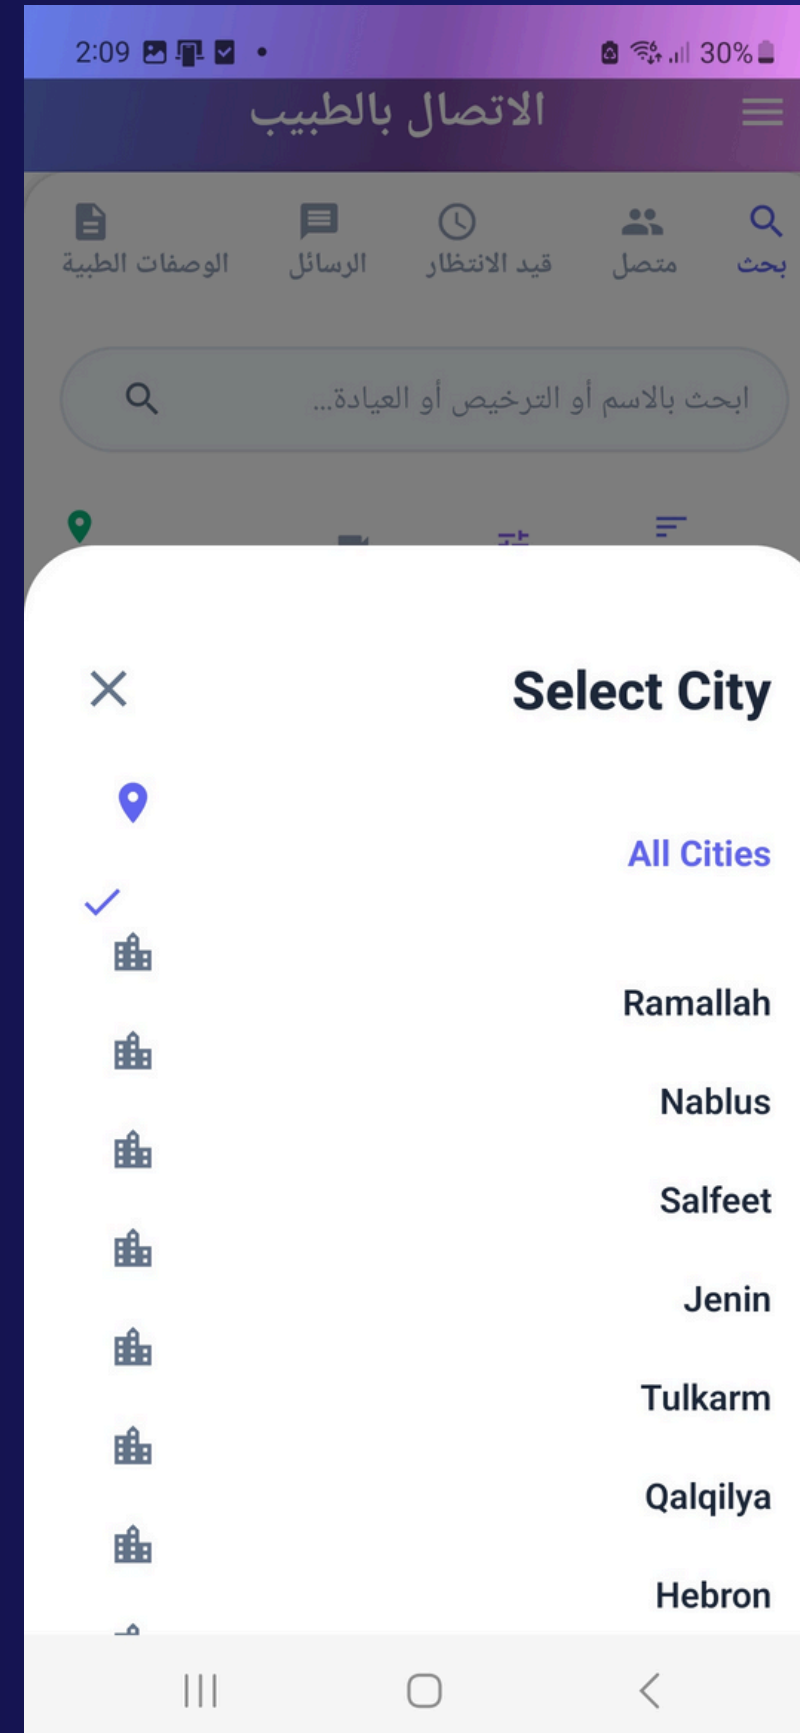 2:09
30%
الاتصال بالطبيب
بحث
متصل
قيد الانتظار
الرسائل
الوصفات الطبية
ابحث بالاسم أو الترخيص أو العيادة...
Select City
All Cities
Ramallah
Nablus
Salfeet
Jenin
Tulkarm
Qalqilya
Hebron